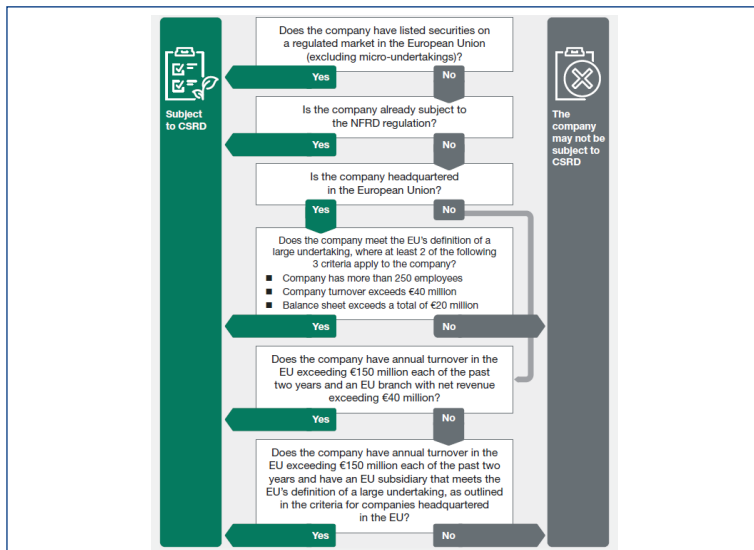 Does the company have listed securities on
a regulated market in the European Union
(excluding micro-undertakings)?
Yes
No
Subject
to CSRD
The
company
may not be
subject to
CSRD
Is the company already subject to
the NFRD regulation?
Yes
No
Is the company headquartered
in the European Union?
Yes
No
Does the company meet the EU's definition of a
large undertaking, where at least 2 of the following
3 criteria apply to the company?
■ Company has more than 250 employees
■ Company turnover exceeds €40 million
■ Balance sheet exceeds a total of €20 million
Yes
No
Does the company have annual turnover in the
EU exceeding €150 million each of the past
two years and an EU branch with net revenue
exceeding €40 million?
Yes
No
Does the company have annual turnover in the
EU exceeding €150 million each of the past two
years and have an EU subsidiary that meets the
EU's definition of a large undertaking, as outlined
in the criteria for companies headquartered
in the EU?
Yes
No